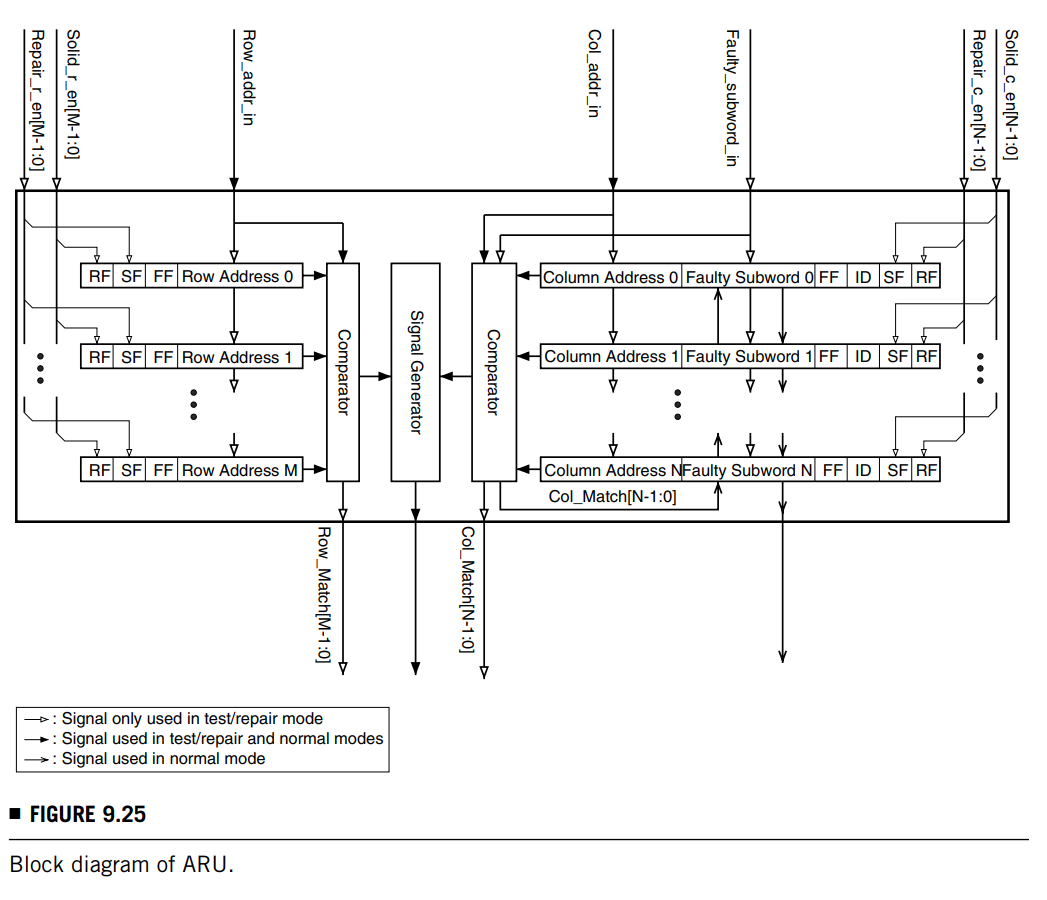 Repair_r_en[M-1:0]
Solid_r_en[M-1:0]
Row_addr_in
Col_addr_in
Faulty_subword_in
Repair_c_en[N-1:0]
Solid_c_en[N-1:0]
RF SF FF Row Address 0
Column Address 0 Faulty Subword 0 FF ID SF RF
RF SF FF Row Address 1
Column Address 1 Faulty Subword 1 FF ID SF RF
Comparator
Signal Generator
Comparator
RF SF FF Row Address M
Column Address N Faulty Subword N FF ID SF RF
Col_Match[N-1:0]
Row_Match[M-1:0]
Col_Match[N-1:0]
: Signal only used in test/repair mode
: Signal used in test/repair and normal modes
: Signal used in normal mode
■ FIGURE 9.25
Block diagram of ARU.